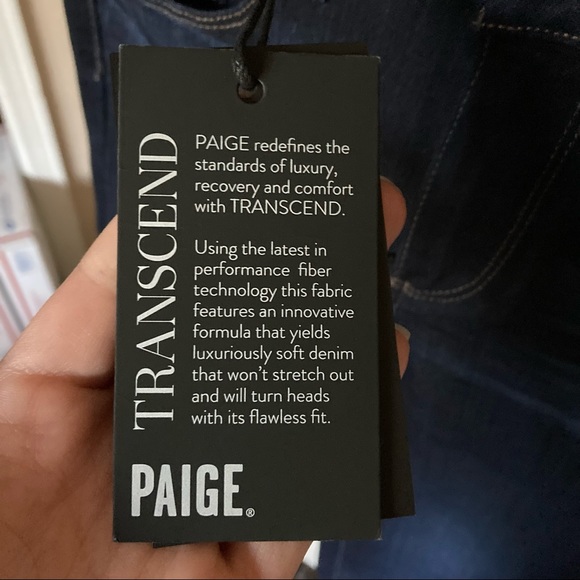 TRANSCEND
PAIGE redefines the
standards of luxury,
recovery and comfort
with TRANSCEND.
Using the latest in
performance fiber
technology this fabric
features an innovative
formula that yields
luxuriously soft denim
that won't stretch out
and will turn heads
with its flawless fit.
PAIGE®